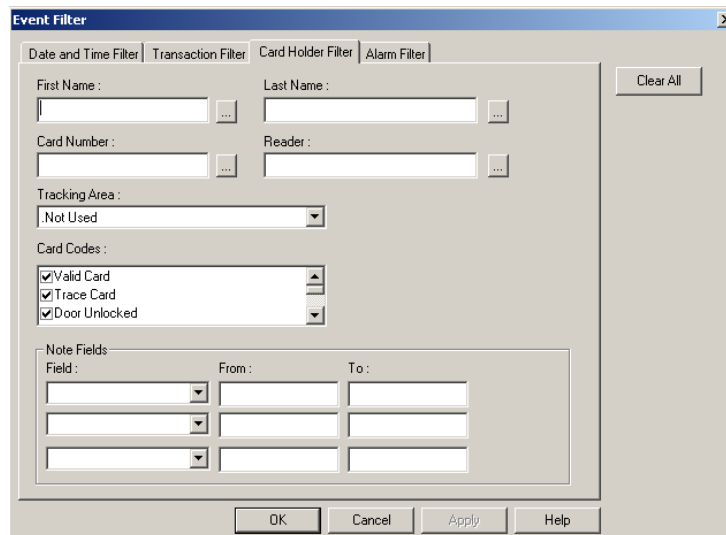 Event Filter
Date and Time Filter Transaction Filter Card Holder Filter Alarm Filter
Clear All
First Name : Last Name :
... ...
Card Number : Reader :
... ...
Tracking Area :
.Not Used
Card Codes :
Valid Card
Trace Card
Door Unlocked
Note Fields
Field : From : To :
OK Cancel Apply Help